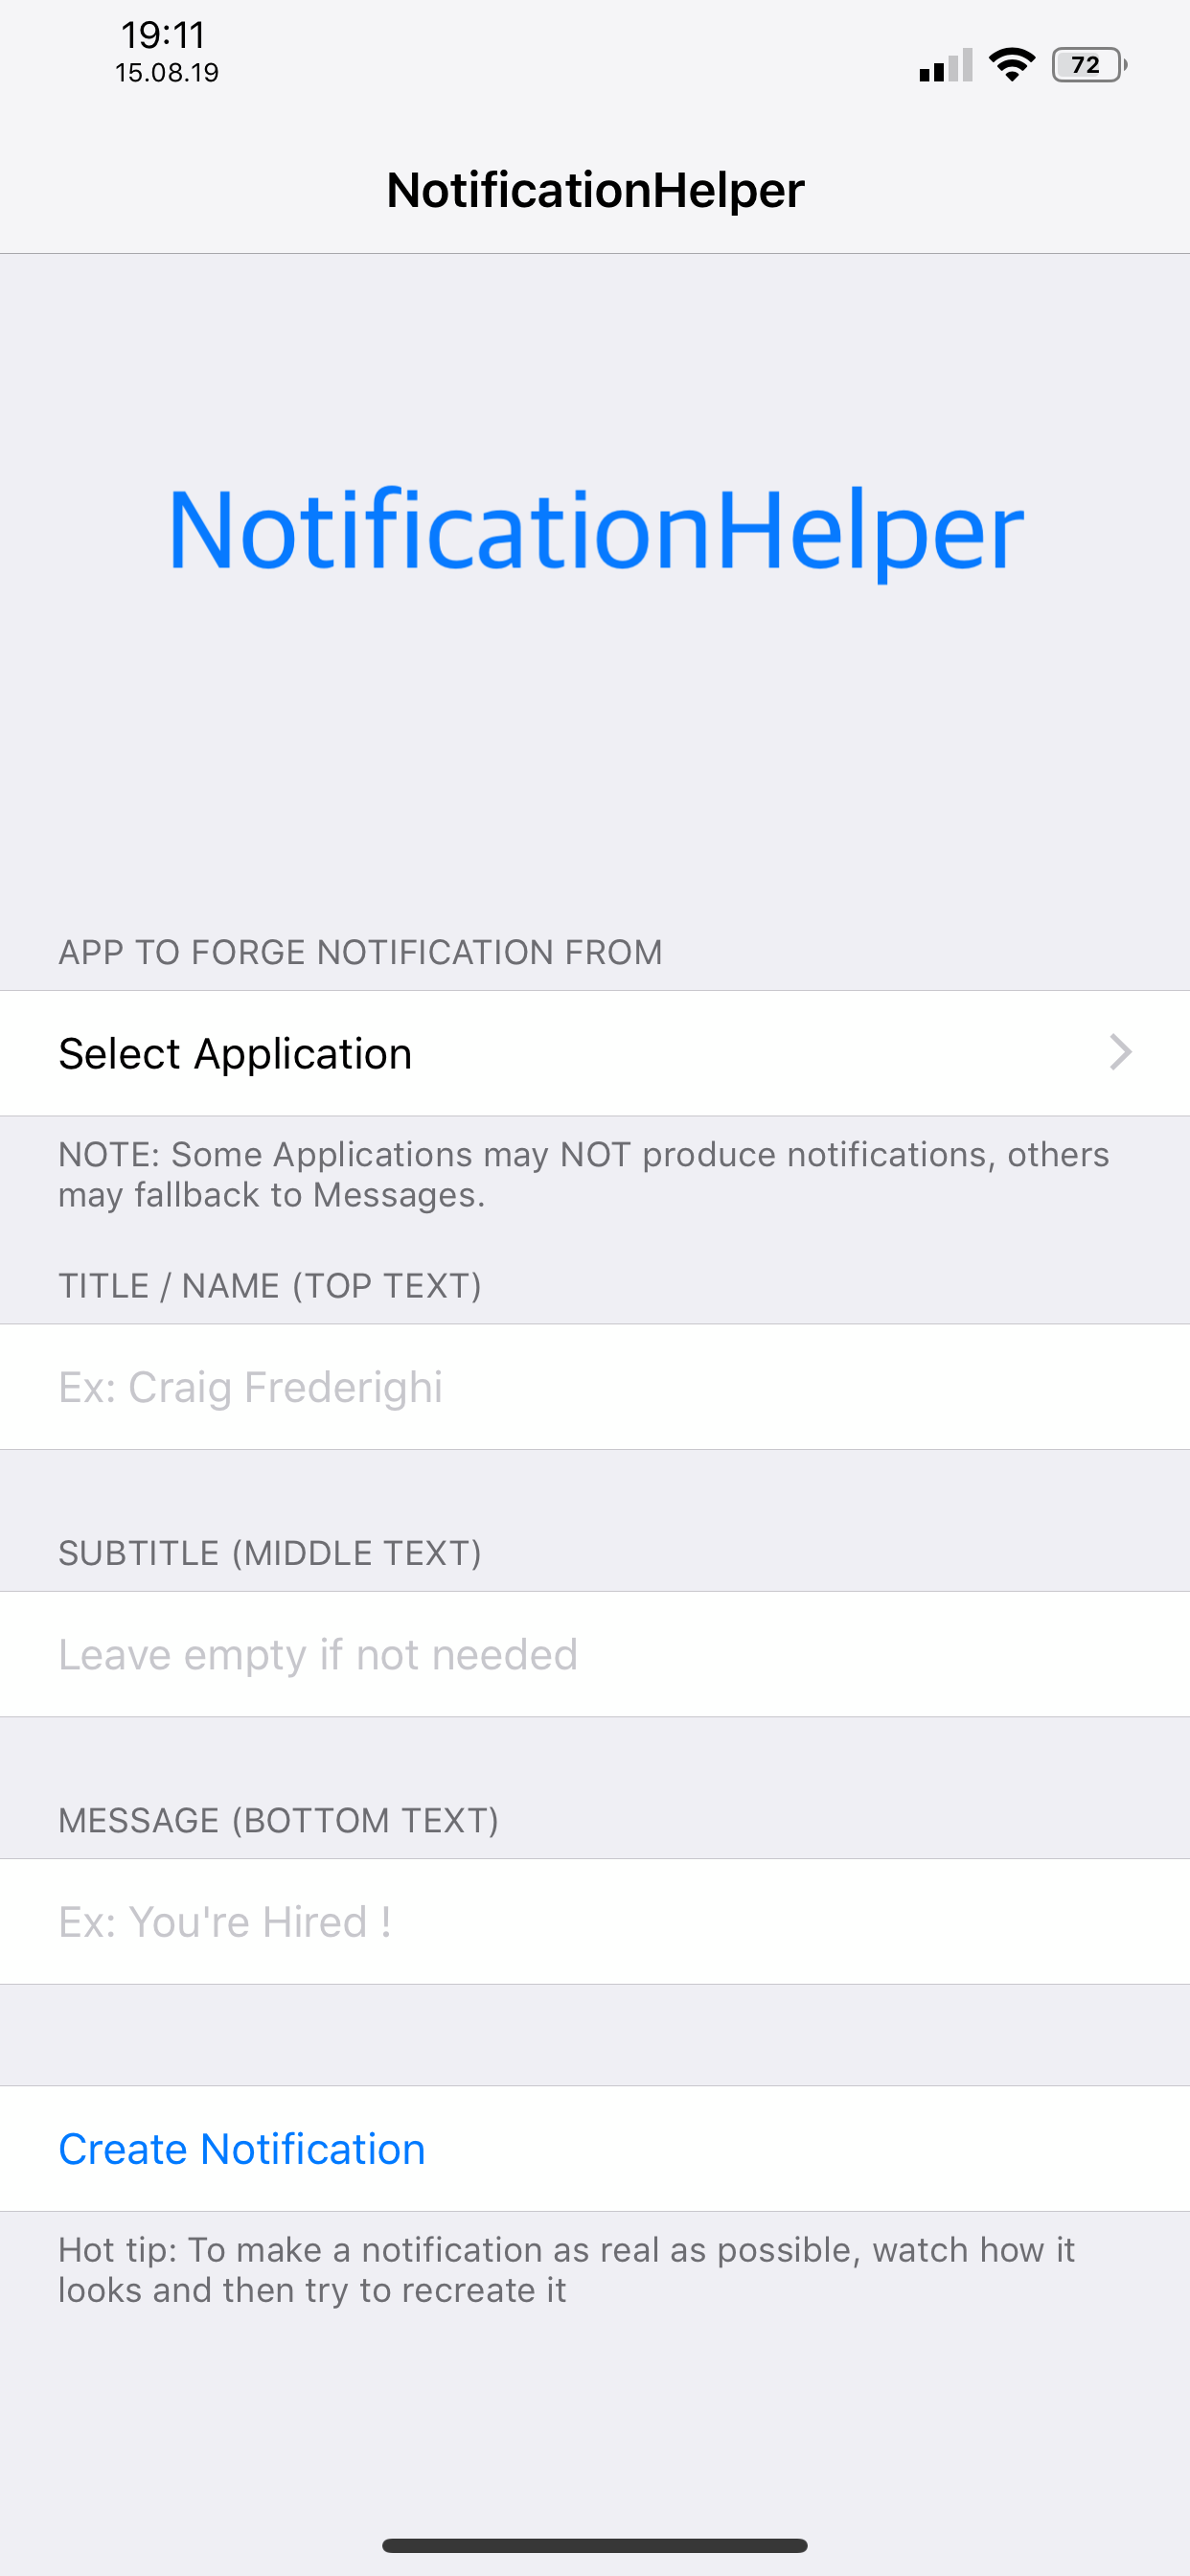 19:11
15.08.19
72
NotificationHelper
NotificationHelper
APP TO FORGE NOTIFICATION FROM
Select Application
NOTE: Some Applications may NOT produce notifications, others
may fallback to Messages.
TITLE / NAME (TOP TEXT)
Ex: Craig Frederighi
SUBTITLE (MIDDLE TEXT)
Leave empty if not needed
MESSAGE (BOTTOM TEXT)
Ex: You're Hired !
Create Notification
Hot tip: To make a notification as real as possible, watch how it
looks and then try to recreate it